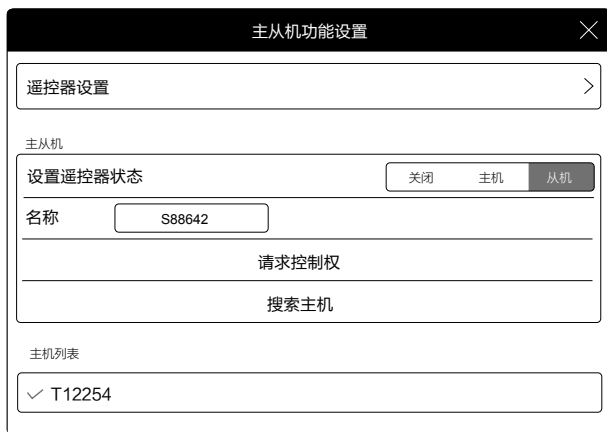 主从机功能设置
遥控器设置
主从机
设置遥控器状态 关闭 主机 从机
名称 S88642
请求控制权
搜索主机
主机列表
T12254